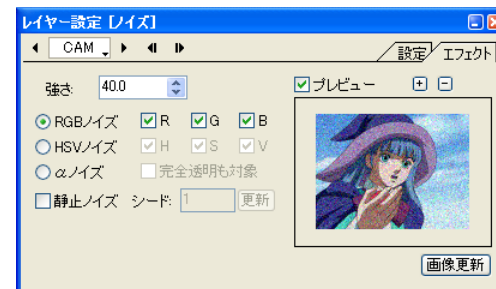 レイヤー設定 [ノイズ]
CAM
設定 エフェクト
強さ: 40.0
プレビュー
RGBノイズ R G B
HSVノイズ H S V
αノイズ 完全透明も対象
静止ノイズ シード: 1 更新
画像更新